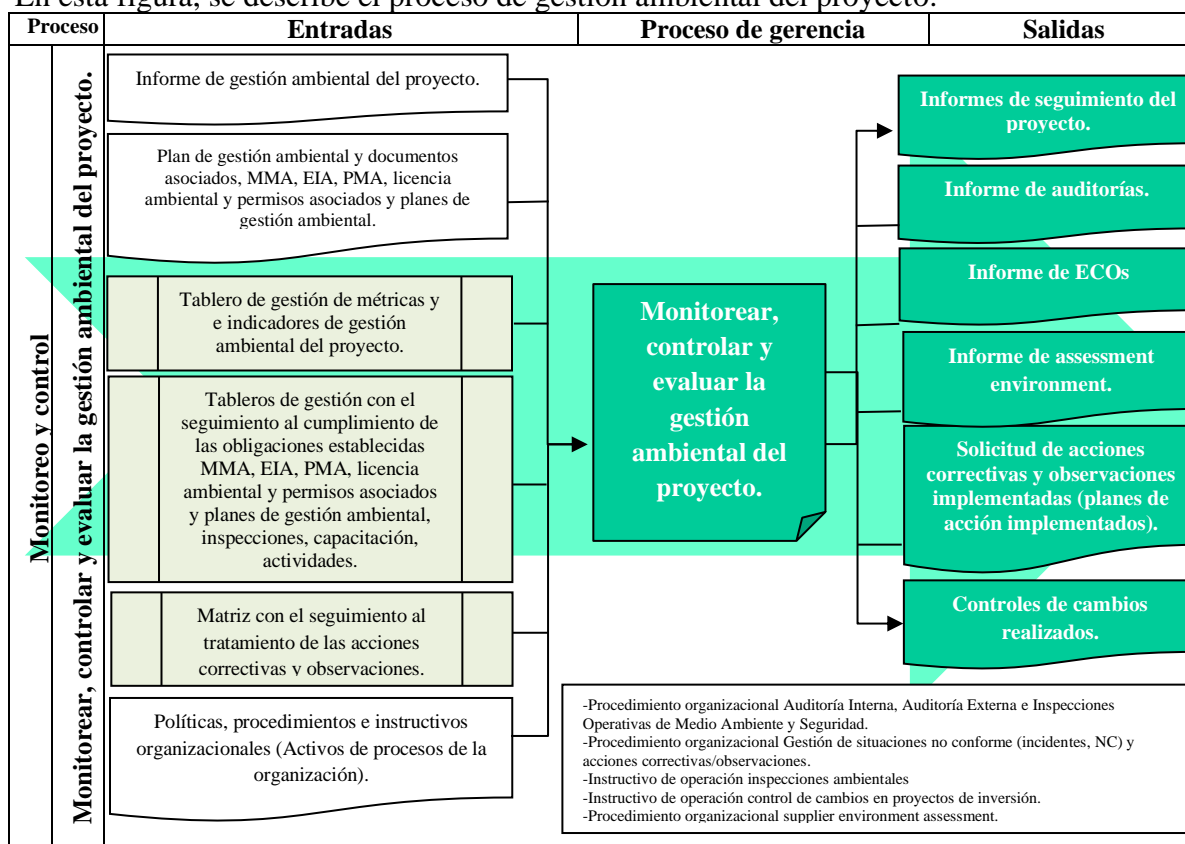 En esta figura, se describe el proceso de gestión ambiental del proyecto.
Proceso
Entradas
Proceso de gerencia
Salidas
Monitoreo y control
Monitorear, controlar y evaluar la gestión ambiental del proyecto.
Informe de gestión ambiental del proyecto.
Plan de gestión ambiental y documentos
asociados, MMA, EIA, PMA, licencia
ambiental y permisos asociados y planes de
gestión ambiental.
Tablero de gestión de métricas y
e indicadores de gestión
ambiental del proyecto.
Tableros de gestión con el
seguimiento al cumplimiento de
las obligaciones establecidas
MMA, EIA, PMA, licencia
ambiental y permisos asociados
y planes de gestión ambiental,
inspecciones, capacitación,
actividades.
Matriz con el seguimiento al
tratamiento de las acciones
correctivas y observaciones.
Políticas, procedimientos e instructivos
organizacionales (Activos de procesos de la
organización).
Monitorear,
controlar y
evaluar la
gestión
ambiental del
proyecto.
Informes de seguimiento del
proyecto.
Informe de auditorías.
Informe de ECOs
Informe de assessment
environment.
Solicitud de acciones
correctivas y observaciones
implementadas (planes de
acción implementados).
Controles de cambios
realizados.
-Procedimiento organizacional Auditoría Interna, Auditoría Externa e Inspecciones
Operativas de Medio Ambiente y Seguridad.
-Procedimiento organizacional Gestión de situaciones no conforme (incidentes, NC) y
acciones correctivas/observaciones.
-Instructivo de operación inspecciones ambientales
-Instructivo de operación control de cambios en proyectos de inversión.
-Procedimiento organizacional supplier environment assessment.